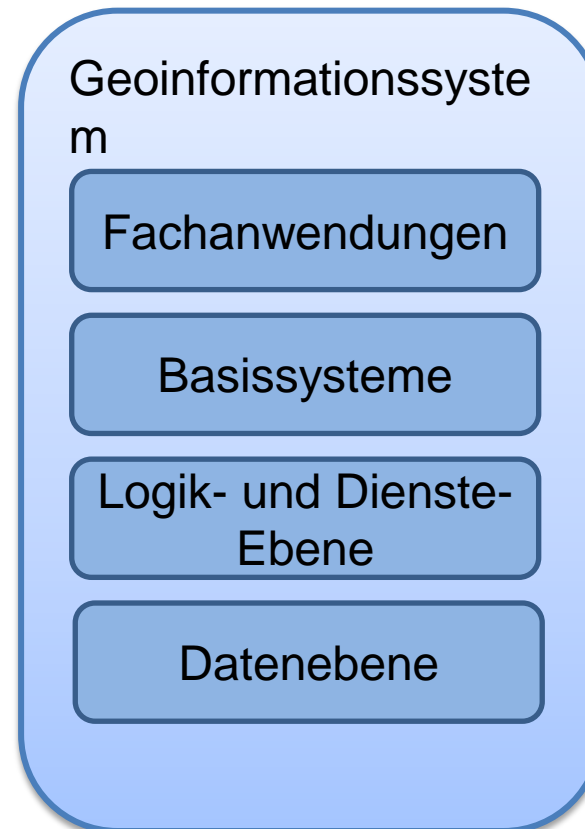 Geoinformationssyste
m
Fachanwendungen
Basissysteme
Logik- und Dienste-
Ebene
Datenebene